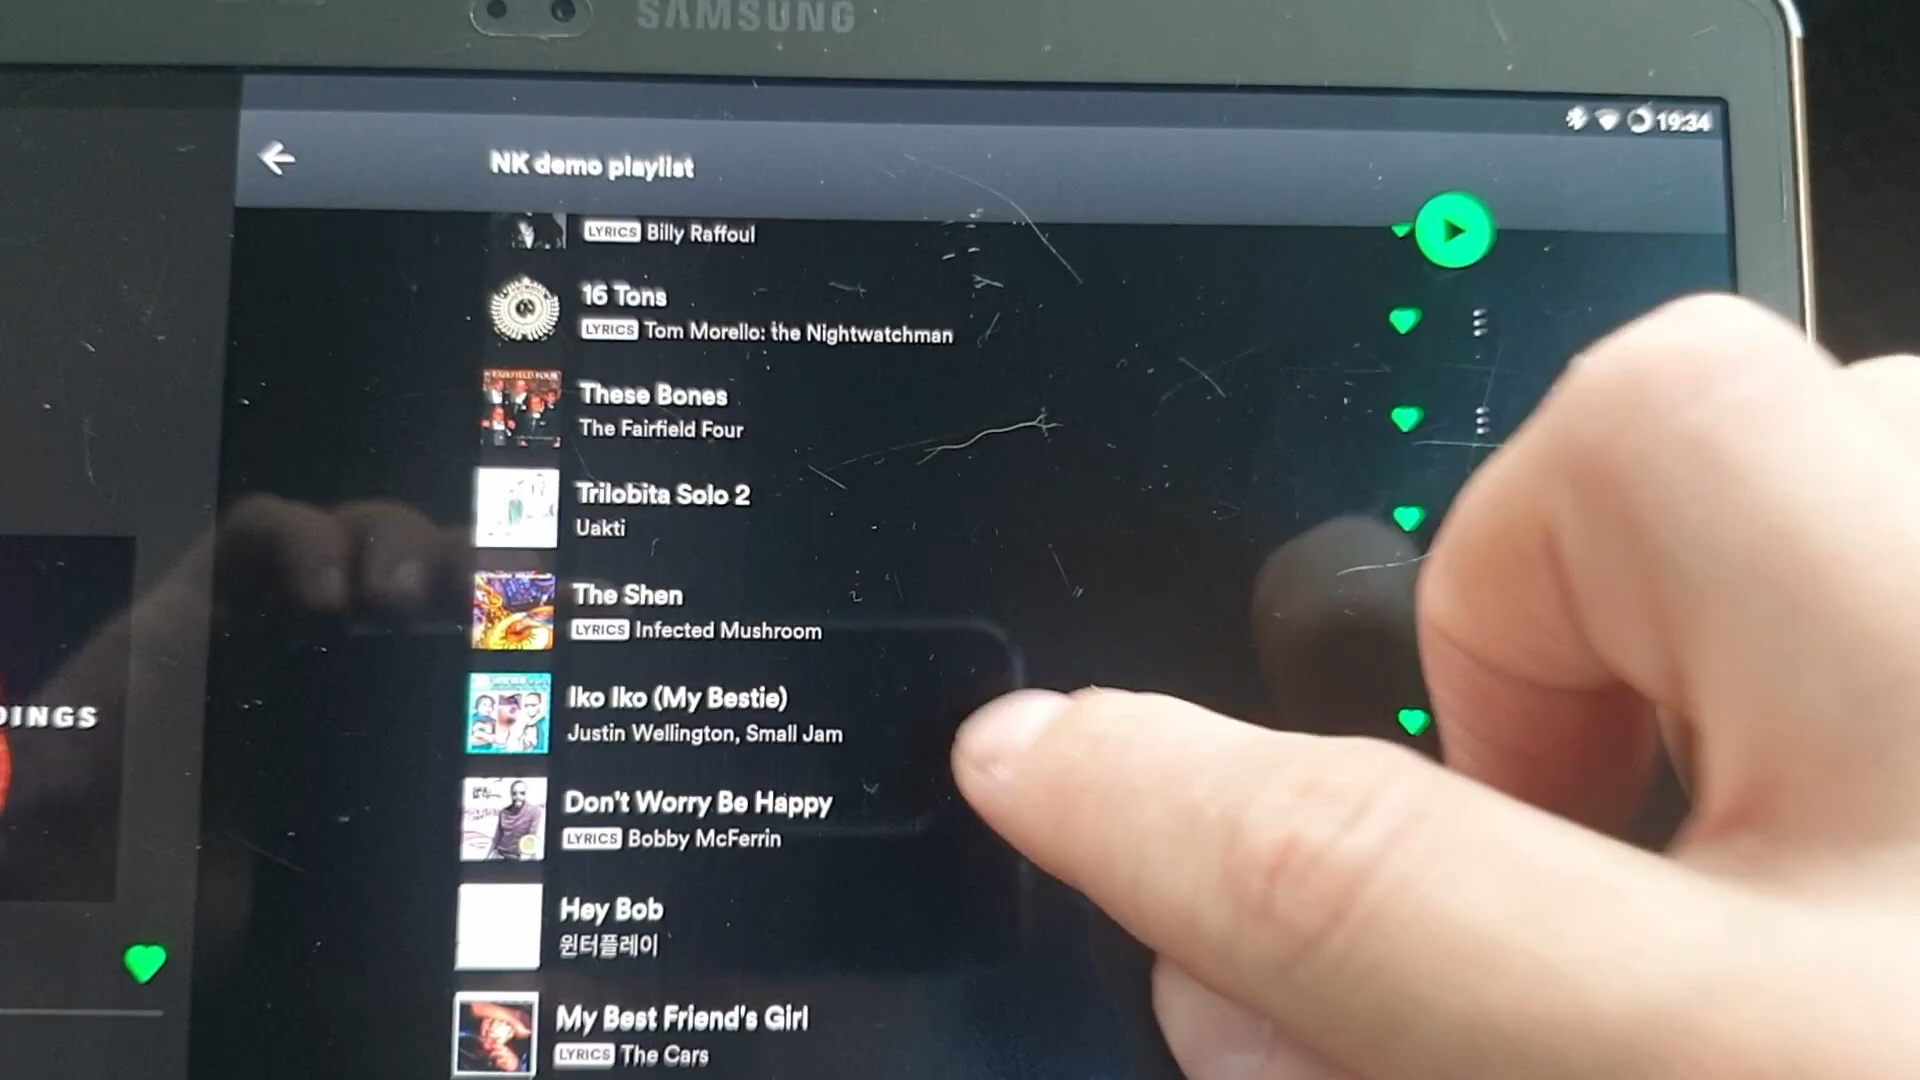 SAMSUNG
19:34
NK demo playlist
LYRICS Billy Raffoul
16 Tons
LYRICS Tom Morello: the Nightwatchman
These Bones
The Fairfield Four
Trilobita Solo 2
Uakti
The Shen
LYRICS Infected Mushroom
Iko Iko (My Bestie)
Justin Wellington, Small Jam
DINGS
Don't Worry Be Happy
LYRICS Bobby McFerrin
Hey Bob
윈터플레이
My Best Friend's Girl
LYRICS The Cars